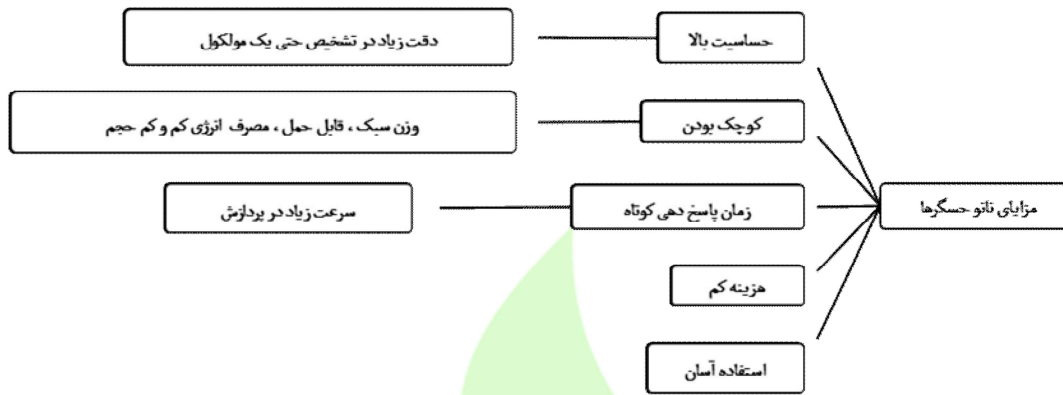 مزایای نانو حسگرها
حساسیت بالا
دقت زیاد در تشخیص حتی یک مولکول
کوچک بودن
وزن سبک ، قابل حمل ، مصرف انرژی کم و کم حجم
زمان پاسخ دهی کوتاه
سرعت زیاد در پردازش
هزینه کم
استفاده آسان